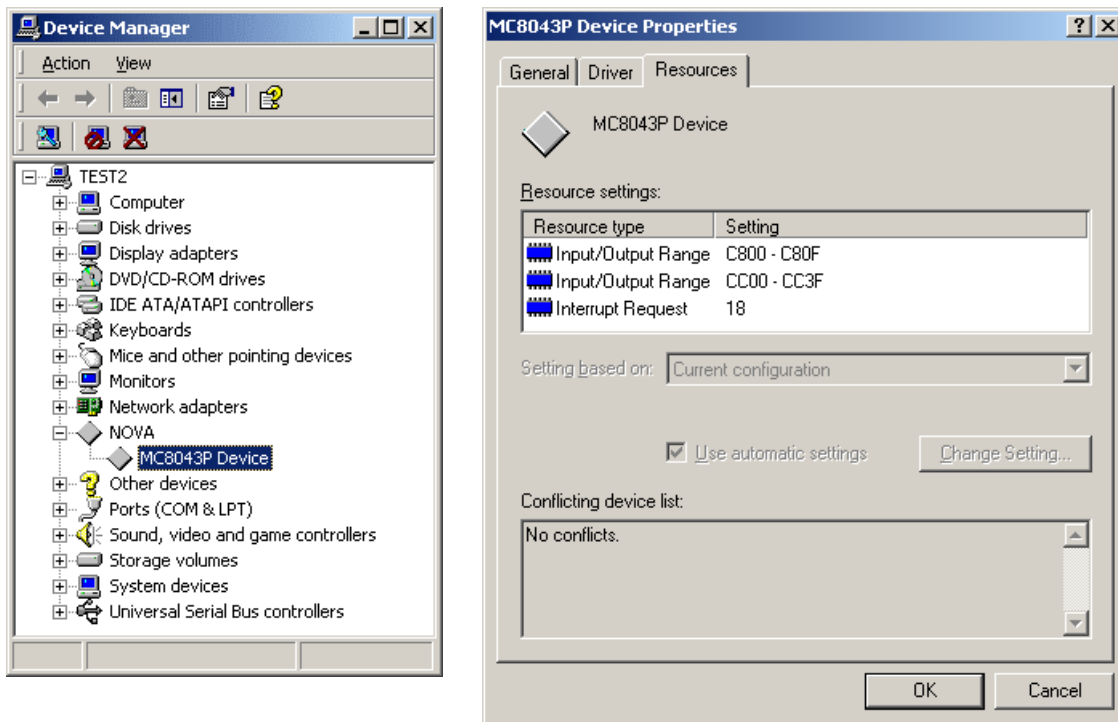 Device Manager
Action View
TEST2
Computer
Disk drives
Display adapters
DVD/CD-ROM drives
IDE ATA/ATAPI controllers
Keyboards
Mice and other pointing devices
Monitors
Network adapters
NOVA
MC8043P Device
Other devices
Ports (COM & LPT)
Sound, video and game controllers
Storage volumes
System devices
Universal Serial Bus controllers
MC8043P Device Properties
General Driver Resources
MC8043P Device
Resource settings:
Resource type Setting
Input/Output Range C800 - C80F
Input/Output Range CC00 - CC3F
Interrupt Request 18
Setting based on: Current configuration
Use automatic settings Change Setting...
Conflicting device list:
No conflicts.
OK Cancel